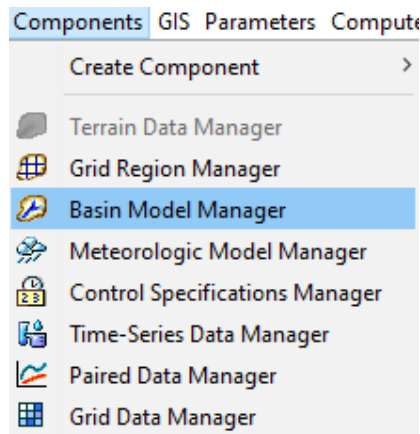 Components GIS Parameters Compute
Create Component >
Terrain Data Manager
Grid Region Manager
Basin Model Manager
Meteorologic Model Manager
Control Specifications Manager
Time-Series Data Manager
Paired Data Manager
Grid Data Manager